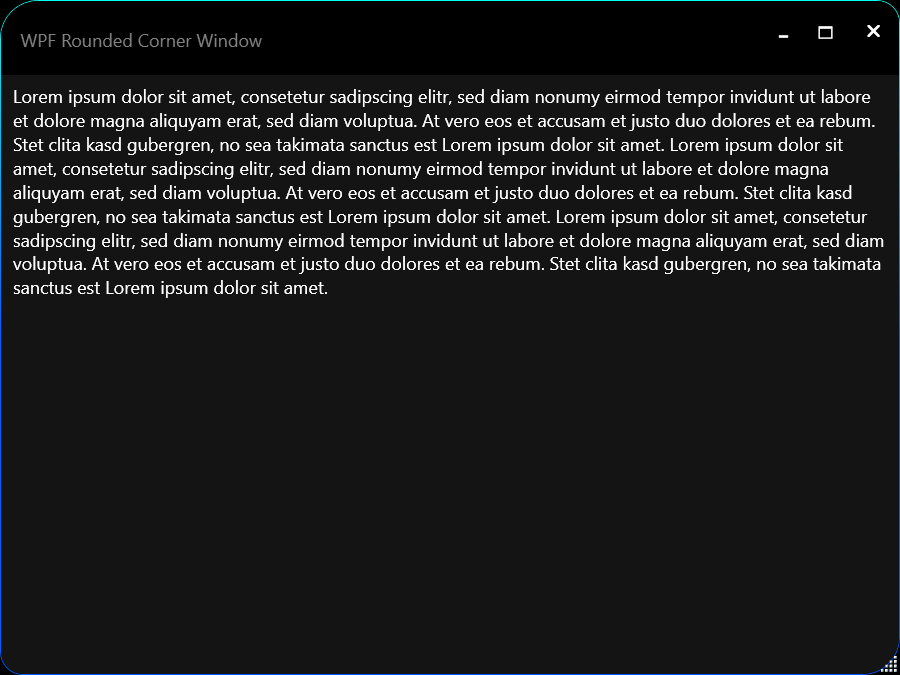 WPF Rounded Corner Window
Lorem ipsum dolor sit amet, consetetur sadipscing elitr, sed diam nonumy eirmod tempor invidunt ut labore
et dolore magna aliquyam erat, sed diam voluptua. At vero eos et accusam et justo duo dolores et ea rebum.
Stet clita kasd gubergren, no sea takimata sanctus est Lorem ipsum dolor sit amet. Lorem ipsum dolor sit
amet, consetetur sadipscing elitr, sed diam nonumy eirmod tempor invidunt ut labore et dolore magna
aliquyam erat, sed diam voluptua. At vero eos et accusam et justo duo dolores et ea rebum. Stet clita kasd
gubergren, no sea takimata sanctus est Lorem ipsum dolor sit amet. Lorem ipsum dolor sit amet, consetetur
sadipscing elitr, sed diam nonumy eirmod tempor invidunt ut labore et dolore magna aliquyam erat, sed diam
voluptua. At vero eos et accusam et justo duo dolores et ea rebum. Stet clita kasd gubergren, no sea takimata
sanctus est Lorem ipsum dolor sit amet.